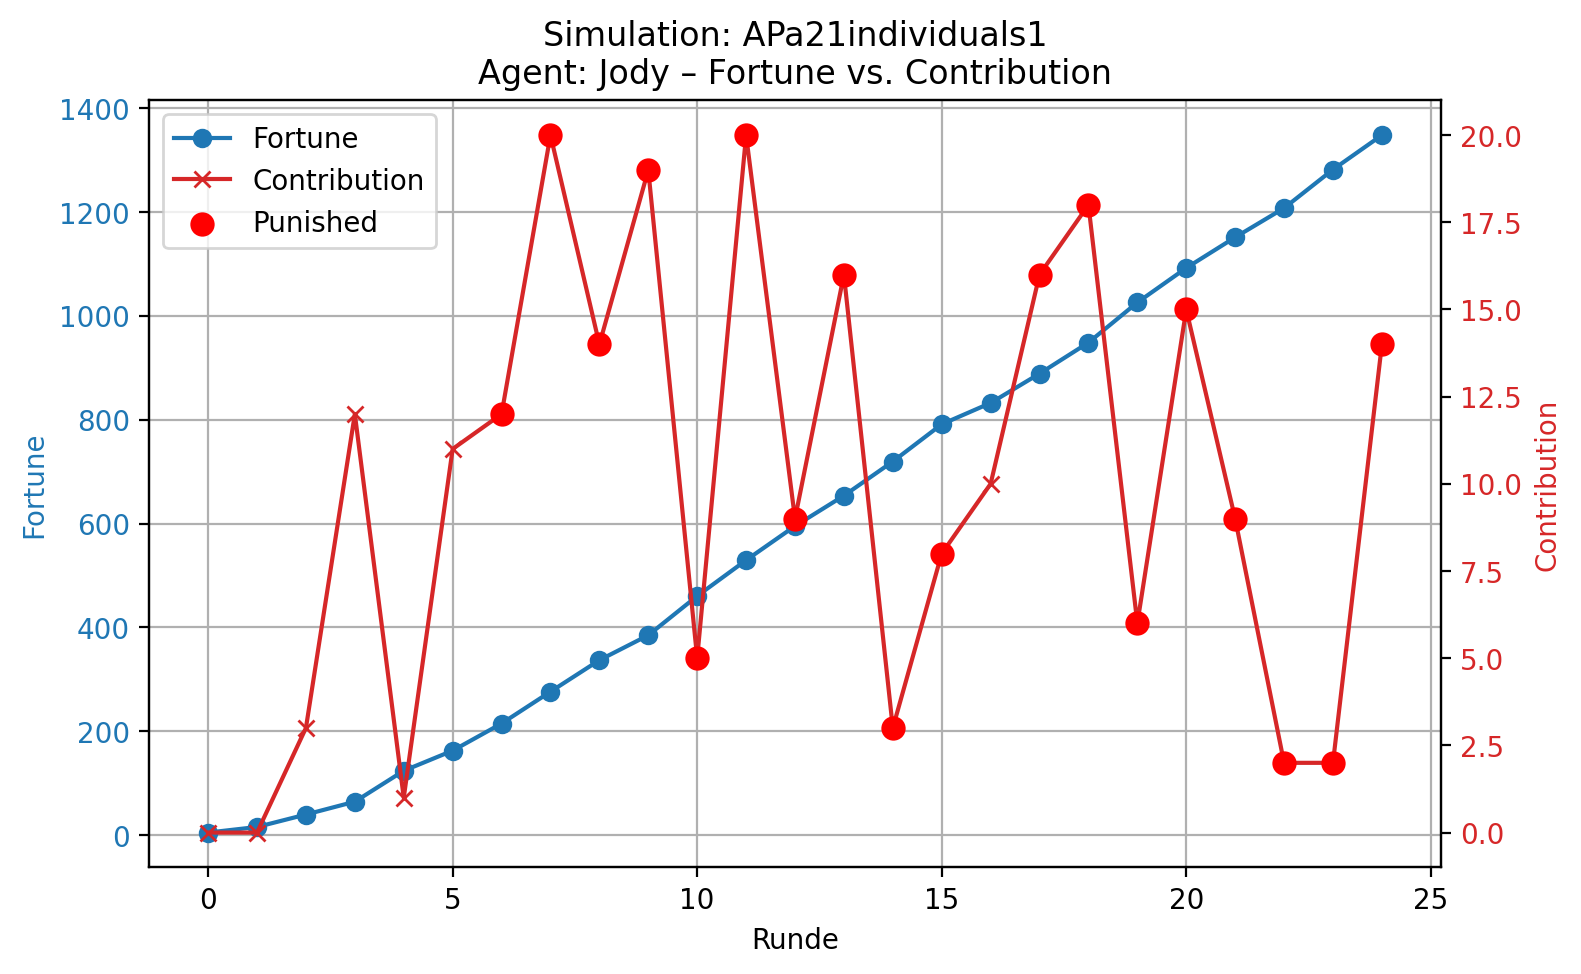 Simulation: APa21individuals1
Agent: Jody – Fortune vs. Contribution
Fortune
Contribution
Punished
1400
1200
1000
800
600
400
200
0
Fortune
20.0
17.5
15.0
12.5
10.0
7.5
5.0
2.5
0.0
Contribution
0 5 10 15 20 25
Runde